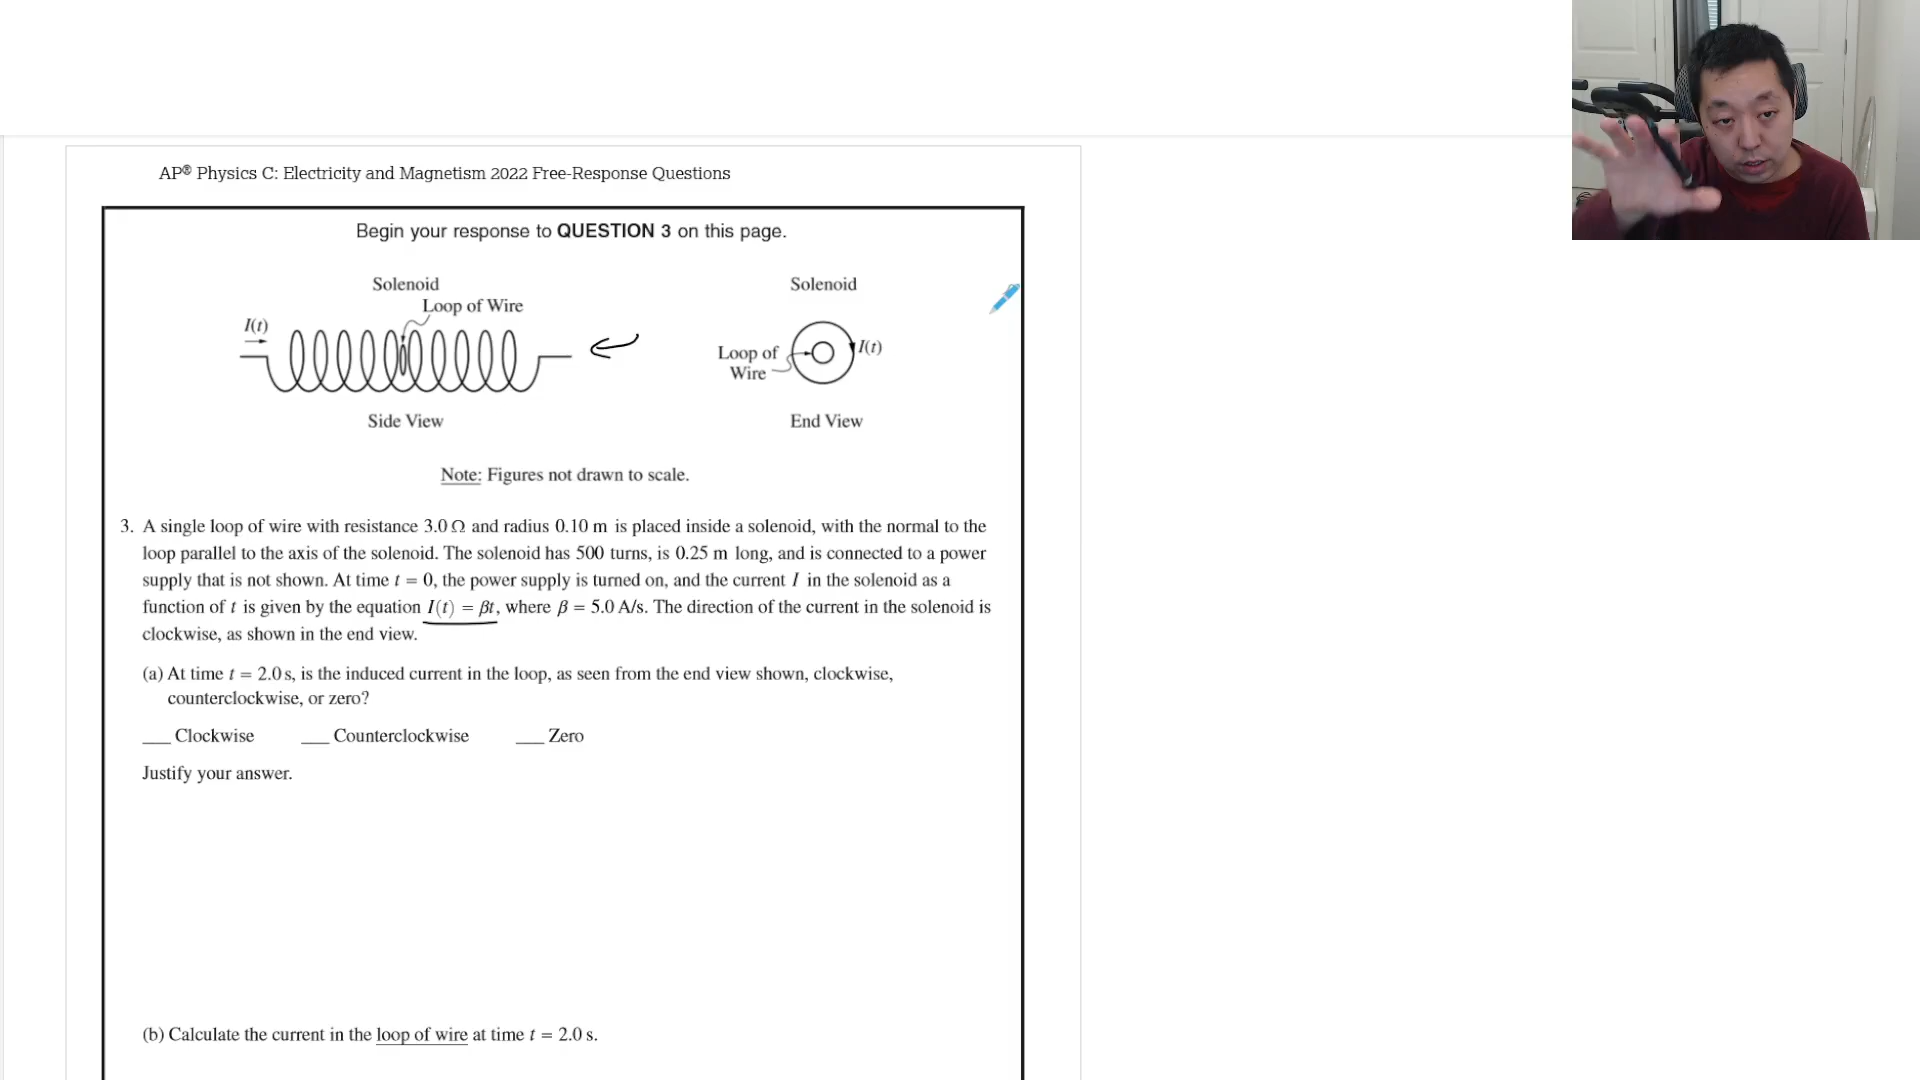 AP® Physics C: Electricity and Magnetism 2022 Free-Response Questions
Begin your response to QUESTION 3 on this page.
Solenoid
Loop of Wire
I(t)
Side View
Solenoid
Loop of
Wire
I(t)
End View
Note: Figures not drawn to scale.
3. A single loop of wire with resistance 3.0 Ω and radius 0.10 m is placed inside a solenoid, with the normal to the
loop parallel to the axis of the solenoid. The solenoid has 500 turns, is 0.25 m long, and is connected to a power
supply that is not shown. At time t = 0, the power supply is turned on, and the current I in the solenoid as a
function of t is given by the equation I(t) = βt, where β = 5.0 A/s. The direction of the current in the solenoid is
clockwise, as shown in the end view.
(a) At time t = 2.0 s, is the induced current in the loop, as seen from the end view shown, clockwise,
counterclockwise, or zero?
___ Clockwise ___ Counterclockwise ___ Zero
Justify your answer.
(b) Calculate the current in the loop of wire at time t = 2.0 s.